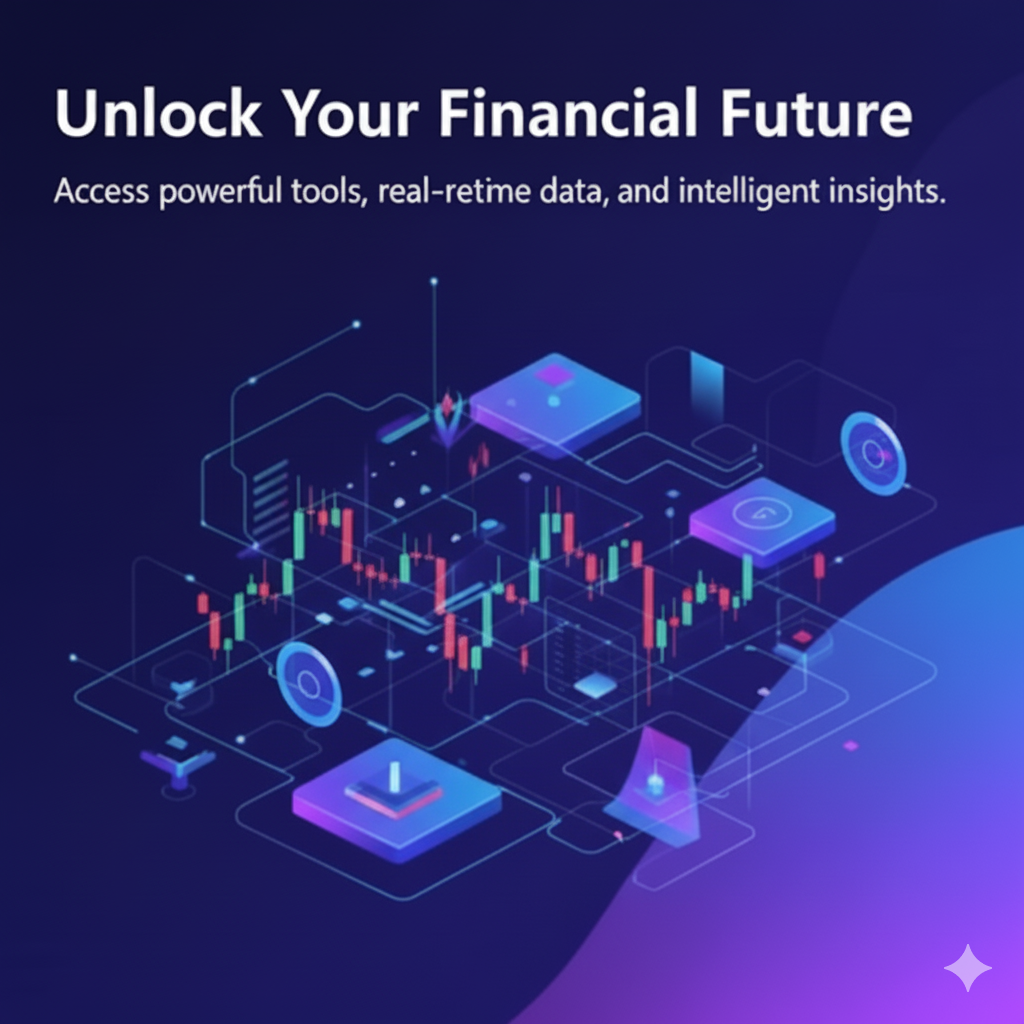 Unlock Your Financial Future
Access powerful tools, real-retime data, and intelligent insights.